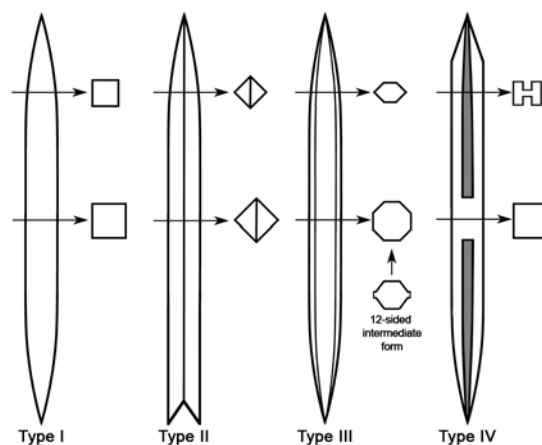 12-sided
intermediate
form
Type I
Type II
Type III
Type IV